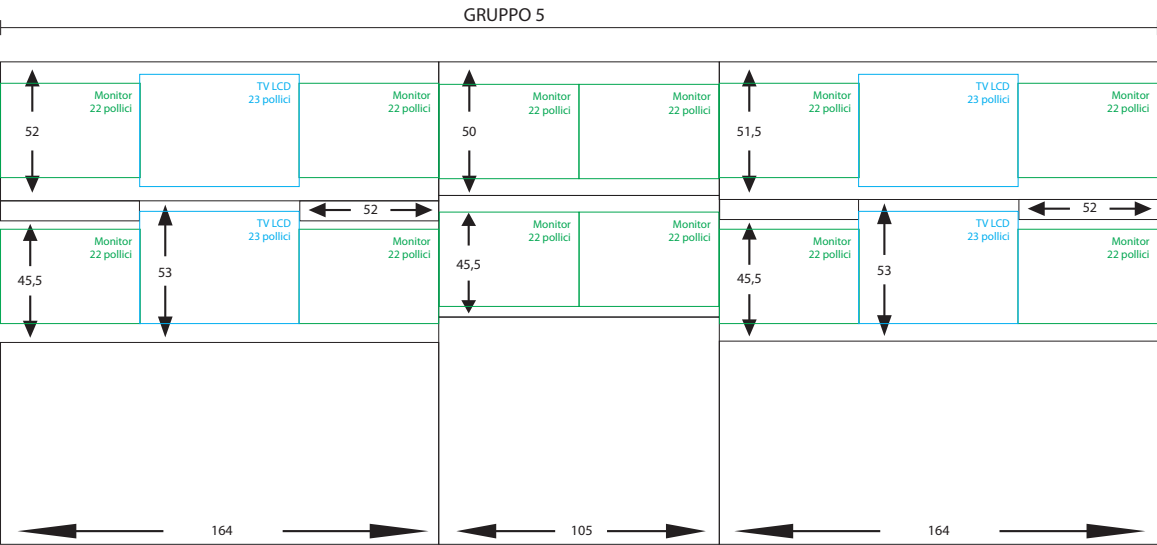 GRUPPO 5
Monitor
22 pollici
TV LCD
23 pollici
Monitor
22 pollici
Monitor
22 pollici
Monitor
22 pollici
Monitor
22 pollici
TV LCD
23 pollici
Monitor
22 pollici
52
50
51,5
52
52
Monitor
22 pollici
TV LCD
23 pollici
Monitor
22 pollici
Monitor
22 pollici
Monitor
22 pollici
Monitor
22 pollici
TV LCD
23 pollici
Monitor
22 pollici
45,5
53
45,5
45,5
53
164
105
164